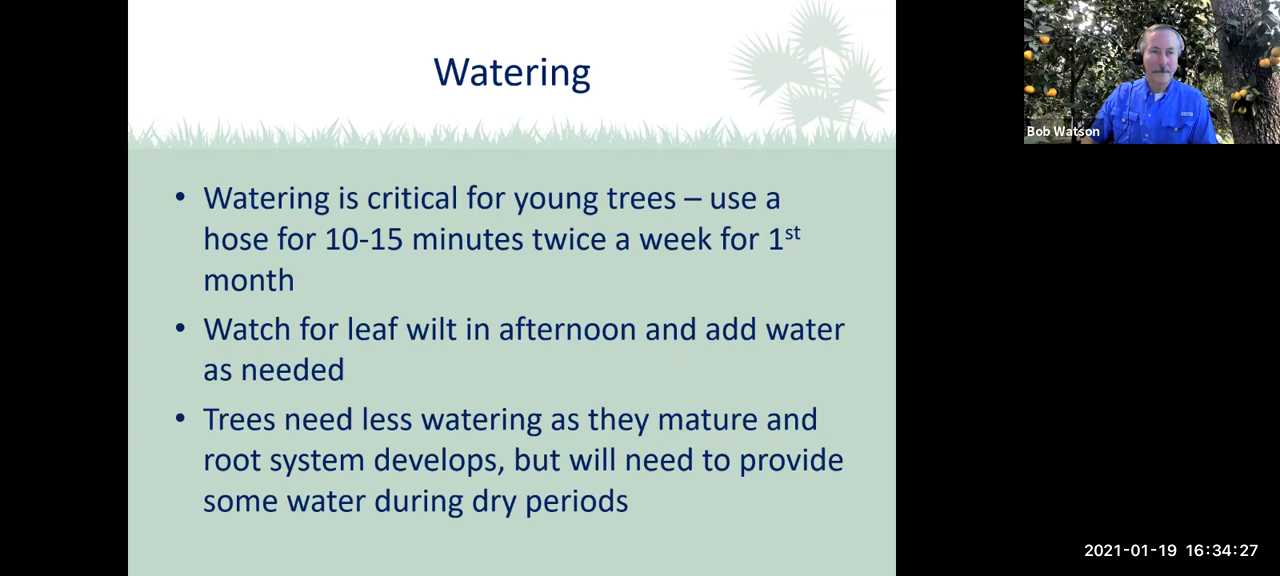 Watering
Bob Watson
• Watering is critical for young trees – use a
hose for 10-15 minutes twice a week for 1st
month
• Watch for leaf wilt in afternoon and add water
as needed
• Trees need less watering as they mature and
root system develops, but will need to provide
some water during dry periods
2021-01-19 16:34:27